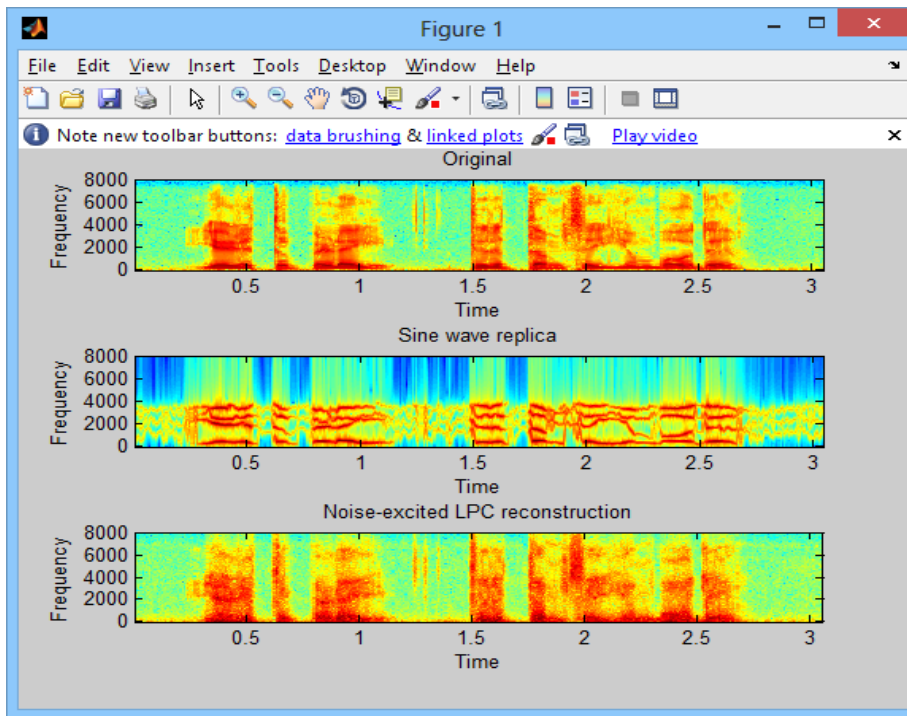 Figure 1
File Edit View Insert Tools Desktop Window Help
Note new toolbar buttons: data brushing & linked plots Play video
Original
Frequency
8000
6000
4000
2000
0
0.5 1 1.5 2 2.5 3
Time
Sine wave replica
Frequency
8000
6000
4000
2000
0
0.5 1 1.5 2 2.5 3
Time
Noise-excited LPC reconstruction
Frequency
8000
6000
4000
2000
0
0.5 1 1.5 2 2.5 3
Time